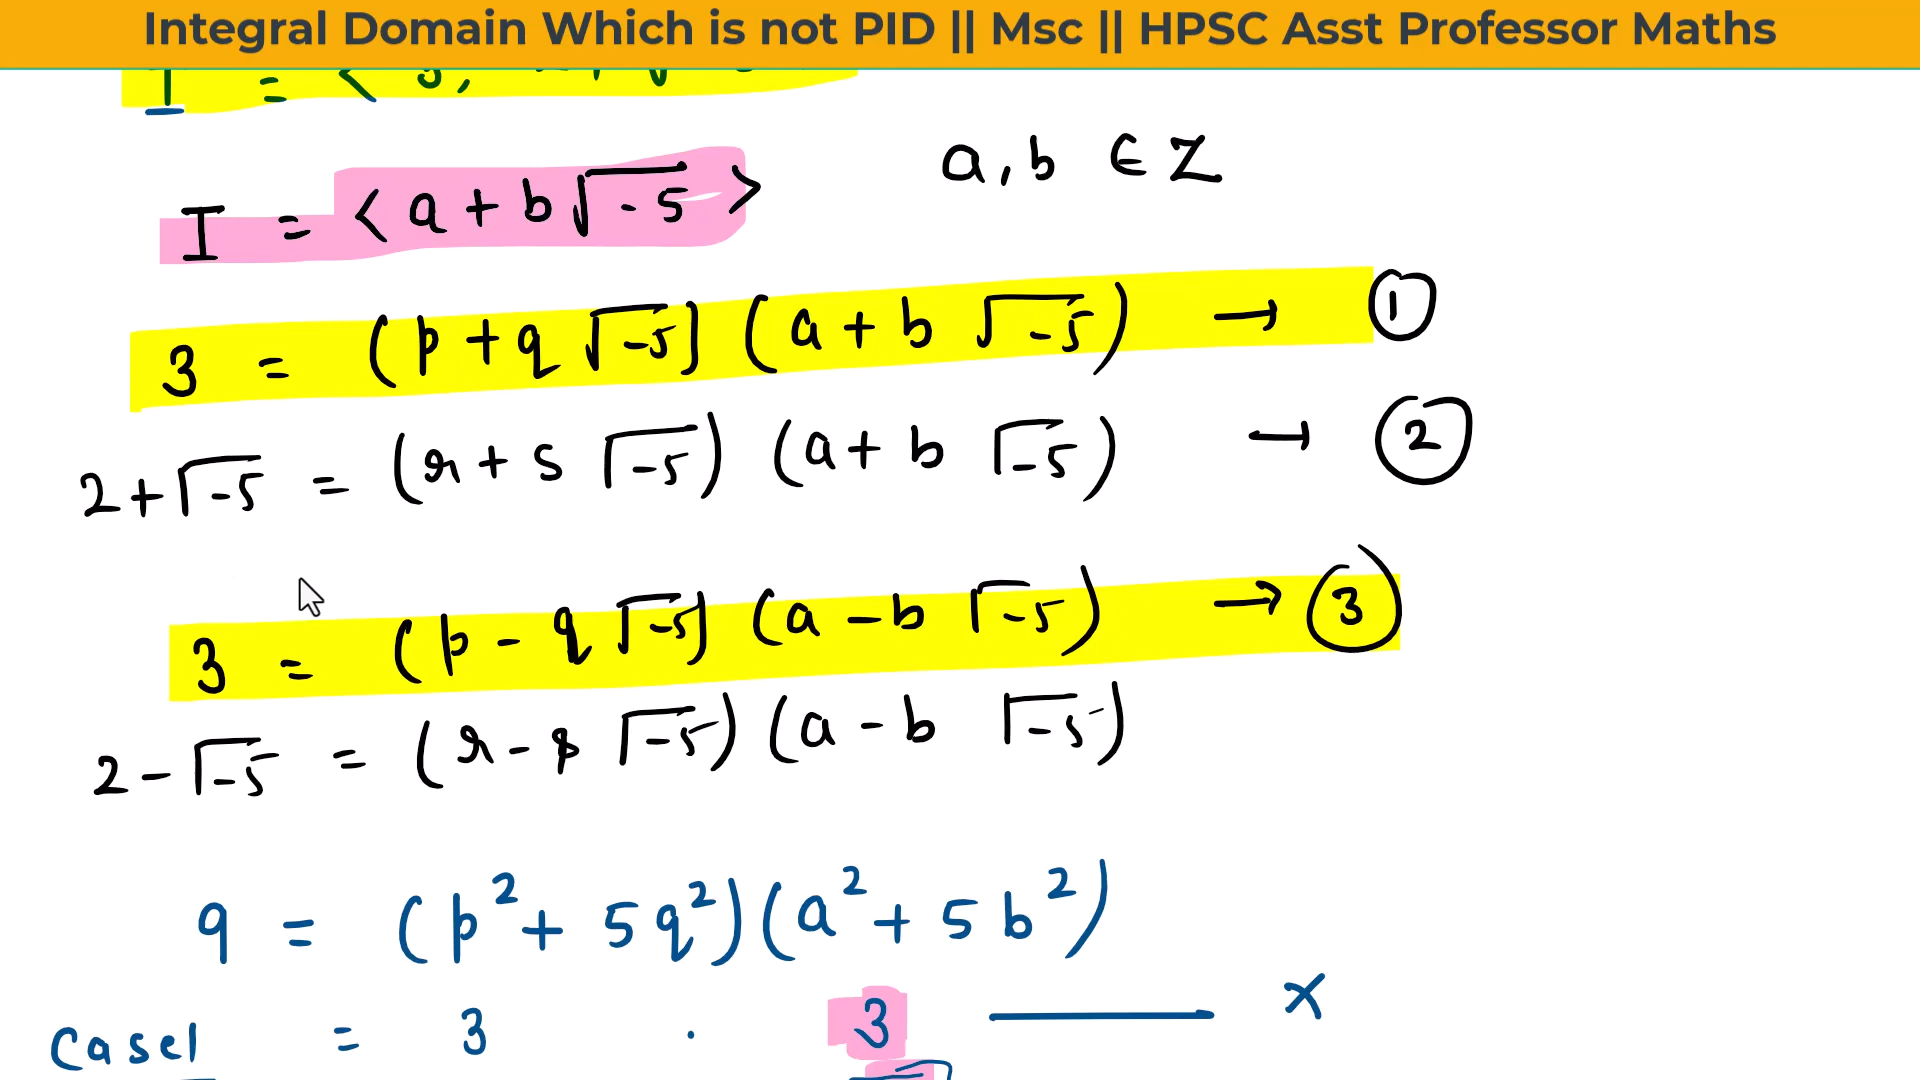 Integral Domain Which is not PID || Msc || HPSC Asst Professor Maths
I = < a + b√-5 >    a, b ∈ Z
3 = (p + q √-5) (a + b √-5) → ①
2 + √-5 = (r + s √-5) (a + b √-5) → ②
3 = (p - q √-5) (a - b √-5) → ③
2 - √-5 = (r - s √-5) (a - b √-5)
9 = (p² + 5q²)(a² + 5b²)
Case1 = 3 . 3 —— x